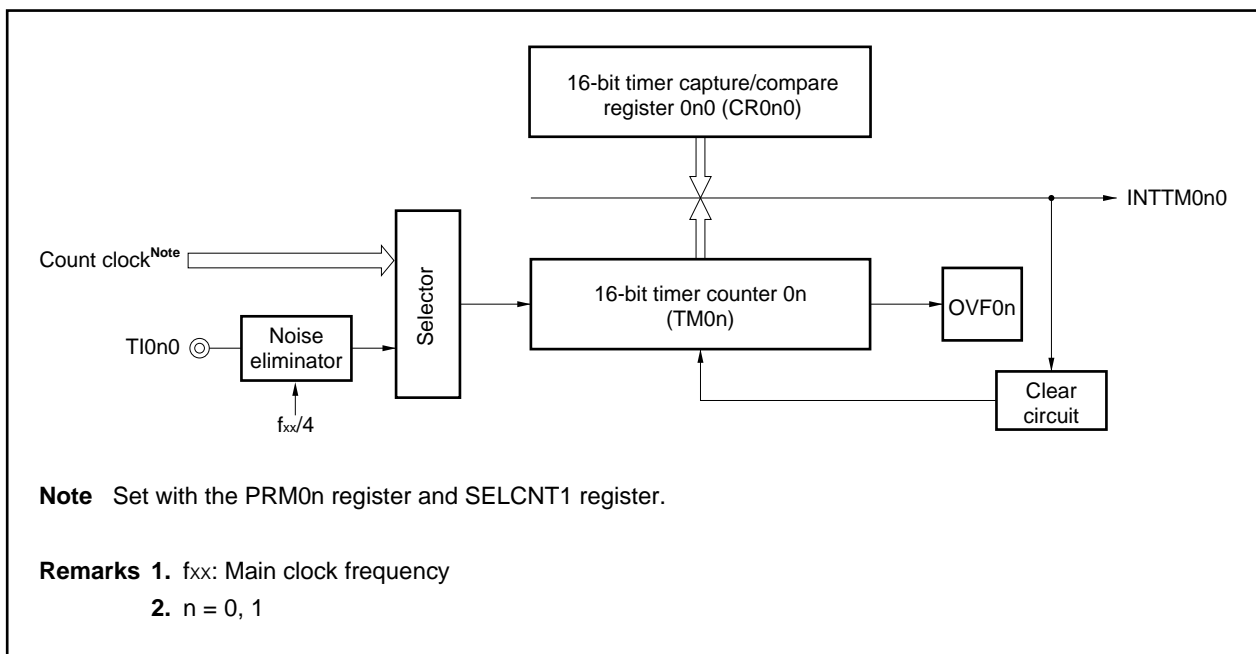 16-bit timer capture/compare
register 0n0 (CR0n0)
INTTM0n0
Count clockNote
Selector
16-bit timer counter 0n
(TM0n)
OVF0n
TI0n0
Noise
eliminator
fxx/4
Clear
circuit
Note Set with the PRM0n register and SELCNT1 register.
Remarks 1. fxx: Main clock frequency
2. n = 0, 1